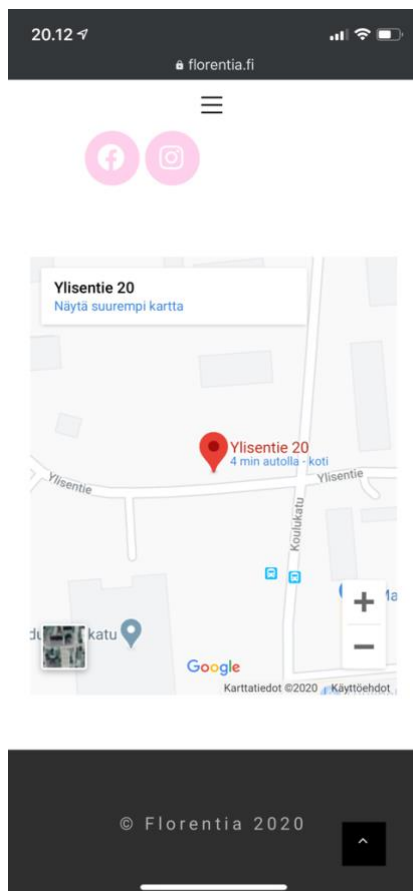 20.12
florentia.fi
Ylisentie 20
Näytä suurempi kartta
Ylisentie 20
4 min autolla - koti
Ylisentie
Ylisentie
Koulukatu
katu
Google
Karttatiedot ©2020
Käyttöehdot
© Florentia 2020